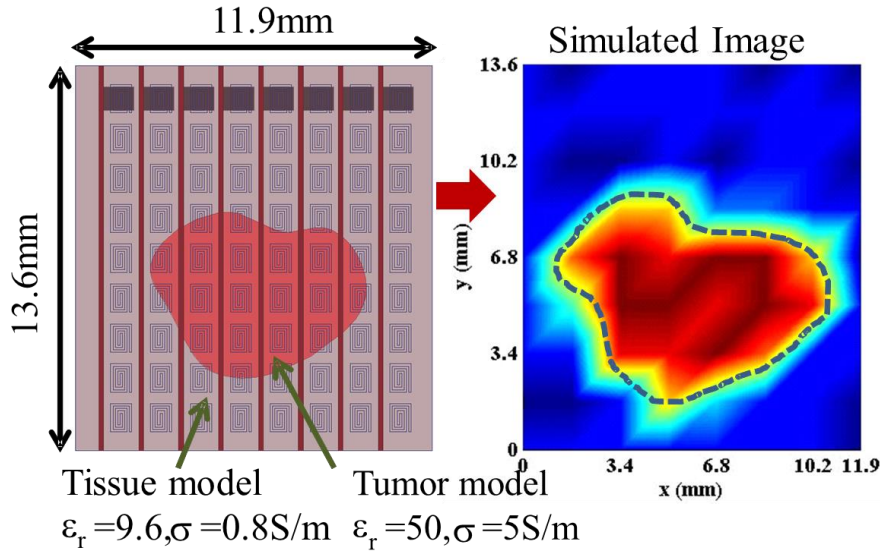 11.9mm
Simulated Image
13.6mm
13.6
10.2
6.8
3.4
0
y (mm)
0 3.4 6.8 10.2 11.9
x (mm)
Tissue model
εr =9.6,σ =0.8S/m
Tumor model
εr =50,σ =5S/m